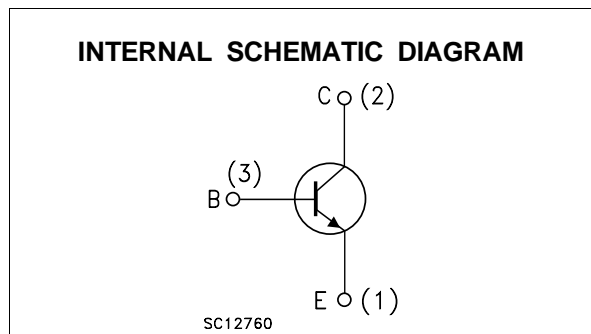 INTERNAL SCHEMATIC DIAGRAM
C (2)
(3)
B
E (1)
SC12760